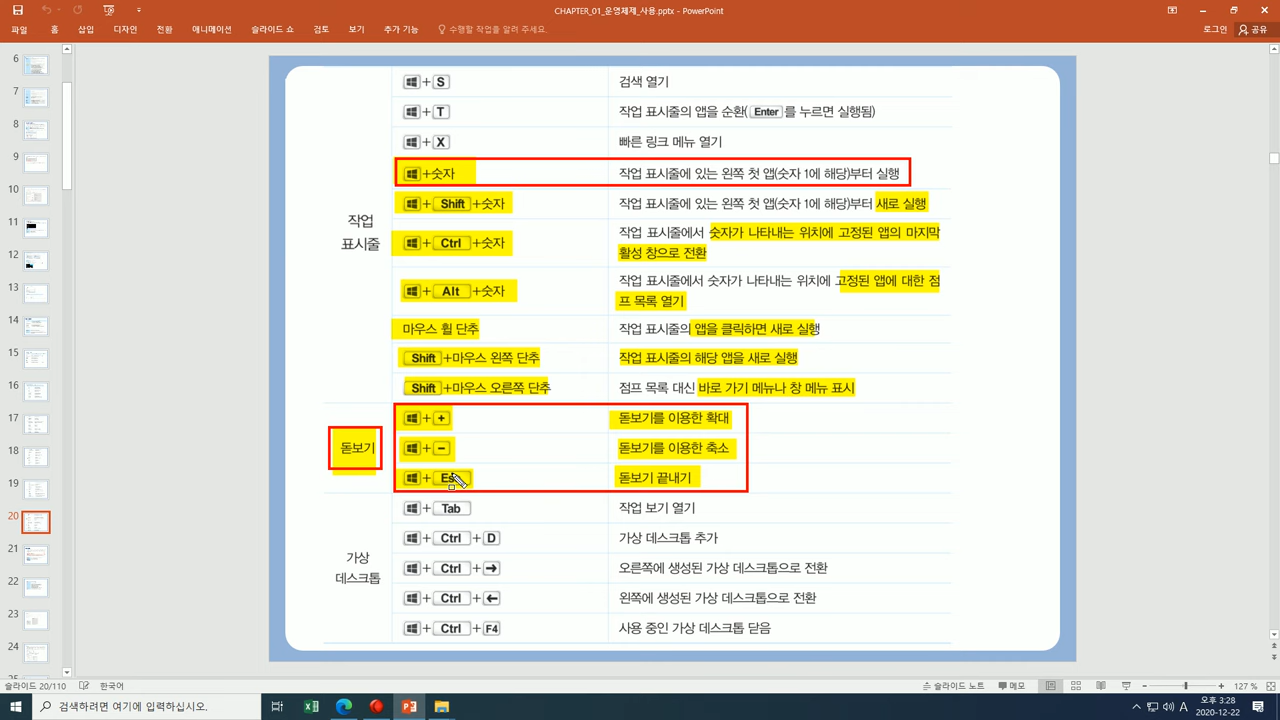 CHAPTER_01_운영체제_사용.pptx - PowerPoint
파일 홈 삽입 디자인 전환 애니메이션 슬라이드 쇼 검토 보기 추가 기능 수행할 작업을 알려 주세요. 로그인 공유
6
7
8
9
10
11
12
13
14
15
16
17
18
19
20
21
22
23
24
+S 검색 열기
+T 작업 표시줄의 앱을 순환(Enter를 누르면 실행됨)
+X 빠른 링크 메뉴 열기
+숫자 작업 표시줄에 있는 왼쪽 첫 앱(숫자 1에 해당)부터 실행
작업
표시줄
+Shift+숫자 작업 표시줄에 있는 왼쪽 첫 앱(숫자 1에 해당)부터 새로 실행
+Ctrl+숫자 작업 표시줄에서 숫자가 나타내는 위치에 고정된 앱의 마지막
활성 창으로 전환
+Alt+숫자 작업 표시줄에서 숫자가 나타내는 위치에 고정된 앱에 대한 점
프 목록 열기
마우스 휠 단추 작업 표시줄의 앱을 클릭하면 새로 실행
Shift+마우스 왼쪽 단추 작업 표시줄의 해당 앱을 새로 실행
Shift+마우스 오른쪽 단추 점프 목록 대신 바로 가기 메뉴나 창 메뉴 표시
돋보기
++ 돋보기를 이용한 확대
+- 돋보기를 이용한 축소
+Es 돋보기 끝내기
가상
데스크톱
+Tab 작업 보기 열기
+Ctrl+D 가상 데스크톱 추가
+Ctrl+→ 오른쪽에 생성된 가상 데스크톱으로 전환
+Ctrl+← 왼쪽에 생성된 가상 데스크톱으로 전환
+Ctrl+F4 사용 중인 가상 데스크톱 닫음
슬라이드 20/110 한국어 슬라이드 노트 메모 127 %
검색하려면 여기에 입력하십시오. A 오후 3:28
2020-12-22